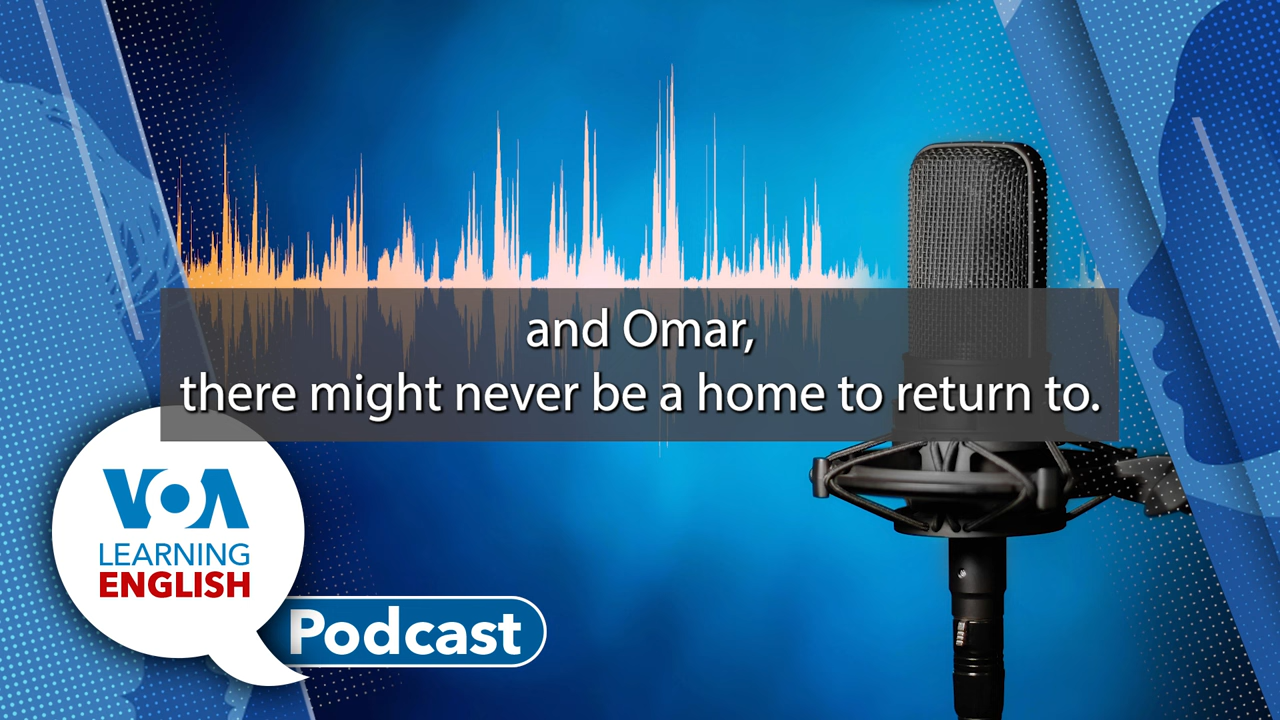 and Omar,
there might never be a home to return to.
VOA
LEARNING
ENGLISH
Podcast